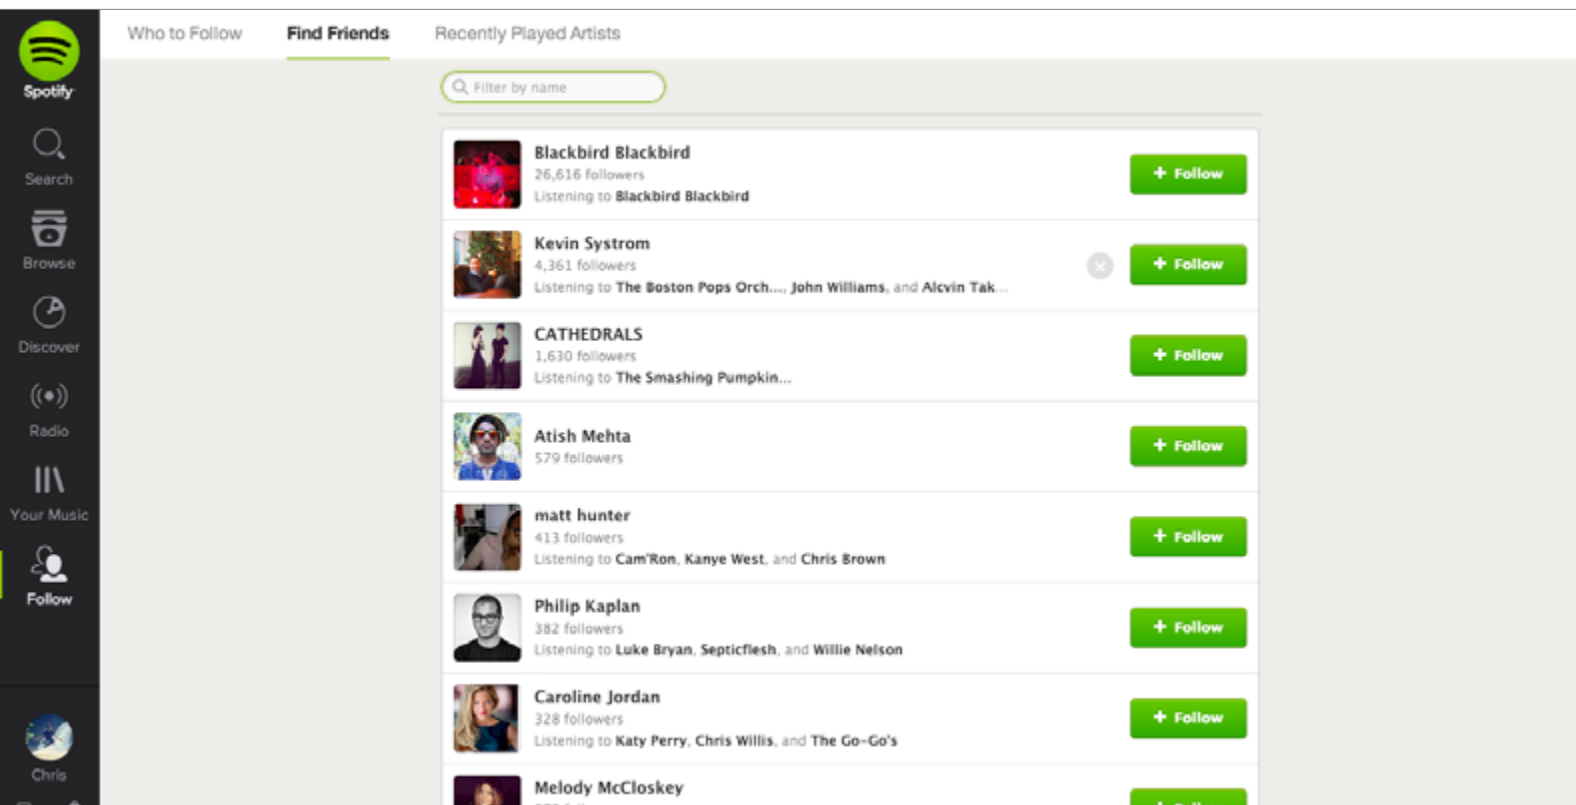 Who to Follow
Find Friends
Recently Played Artists
Spotify
Search
Browse
Discover
Radio
Your Music
Follow
Chris
Filter by name
Blackbird Blackbird
26,616 followers
Listening to Blackbird Blackbird
+ Follow
Kevin Systrom
4,361 followers
Listening to The Boston Pops Orch..., John Williams, and Alcvin Tak...
+ Follow
CATHEDRALS
1,630 followers
Listening to The Smashing Pumpkin...
+ Follow
Atish Mehta
579 followers
+ Follow
matt hunter
413 followers
Listening to Cam'Ron, Kanye West, and Chris Brown
+ Follow
Philip Kaplan
382 followers
Listening to Luke Bryan, Septicflesh, and Willie Nelson
+ Follow
Caroline Jordan
328 followers
Listening to Katy Perry, Chris Willis, and The Go-Go's
+ Follow
Melody McCloskey